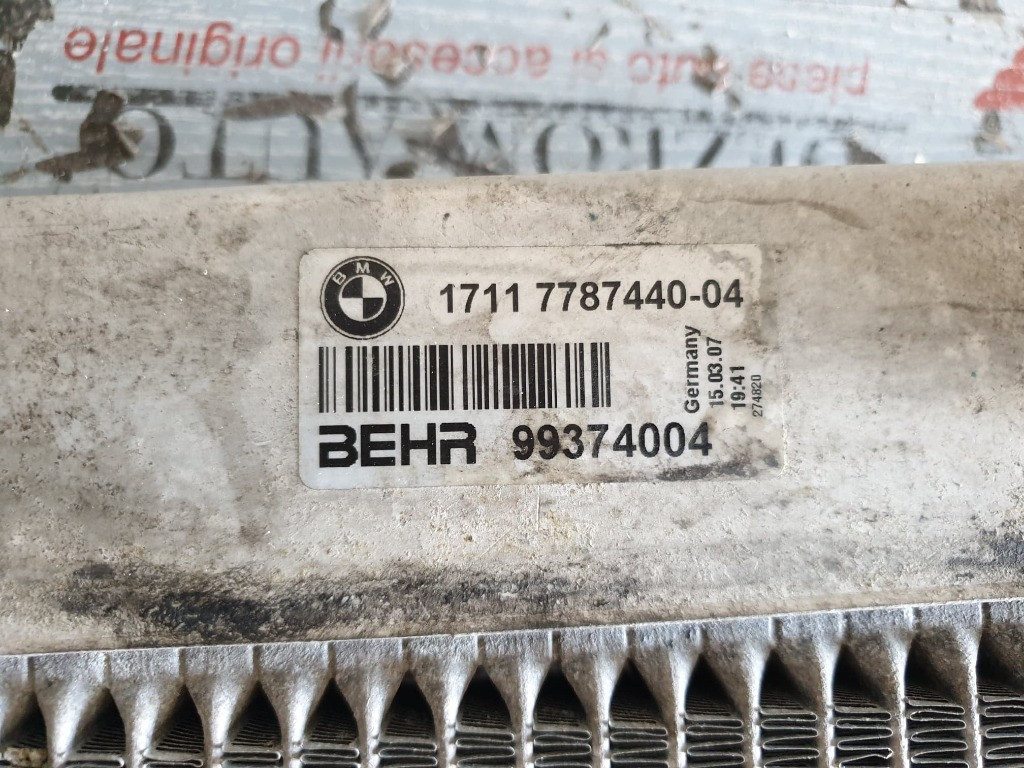 piese auto si accesorii originale
BMW
1711 7787440-04
Germany
15.03.07
19:41
274820
BEHR 99374004